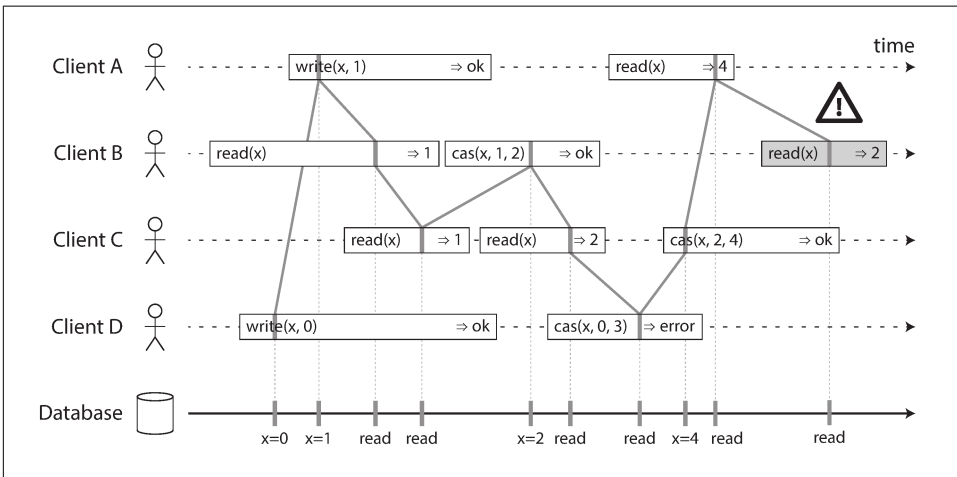 time
Client A write(x, 1) ⇒ ok read(x) ⇒ 4
!
Client B read(x) ⇒ 1 cas(x, 1, 2) ⇒ ok read(x) ⇒ 2
Client C read(x) ⇒ 1 read(x) ⇒ 2 cas(x, 2, 4) ⇒ ok
Client D write(x, 0) ⇒ ok cas(x, 0, 3) ⇒ error
Database
x=0 x=1 read read x=2 read read x=4 read read